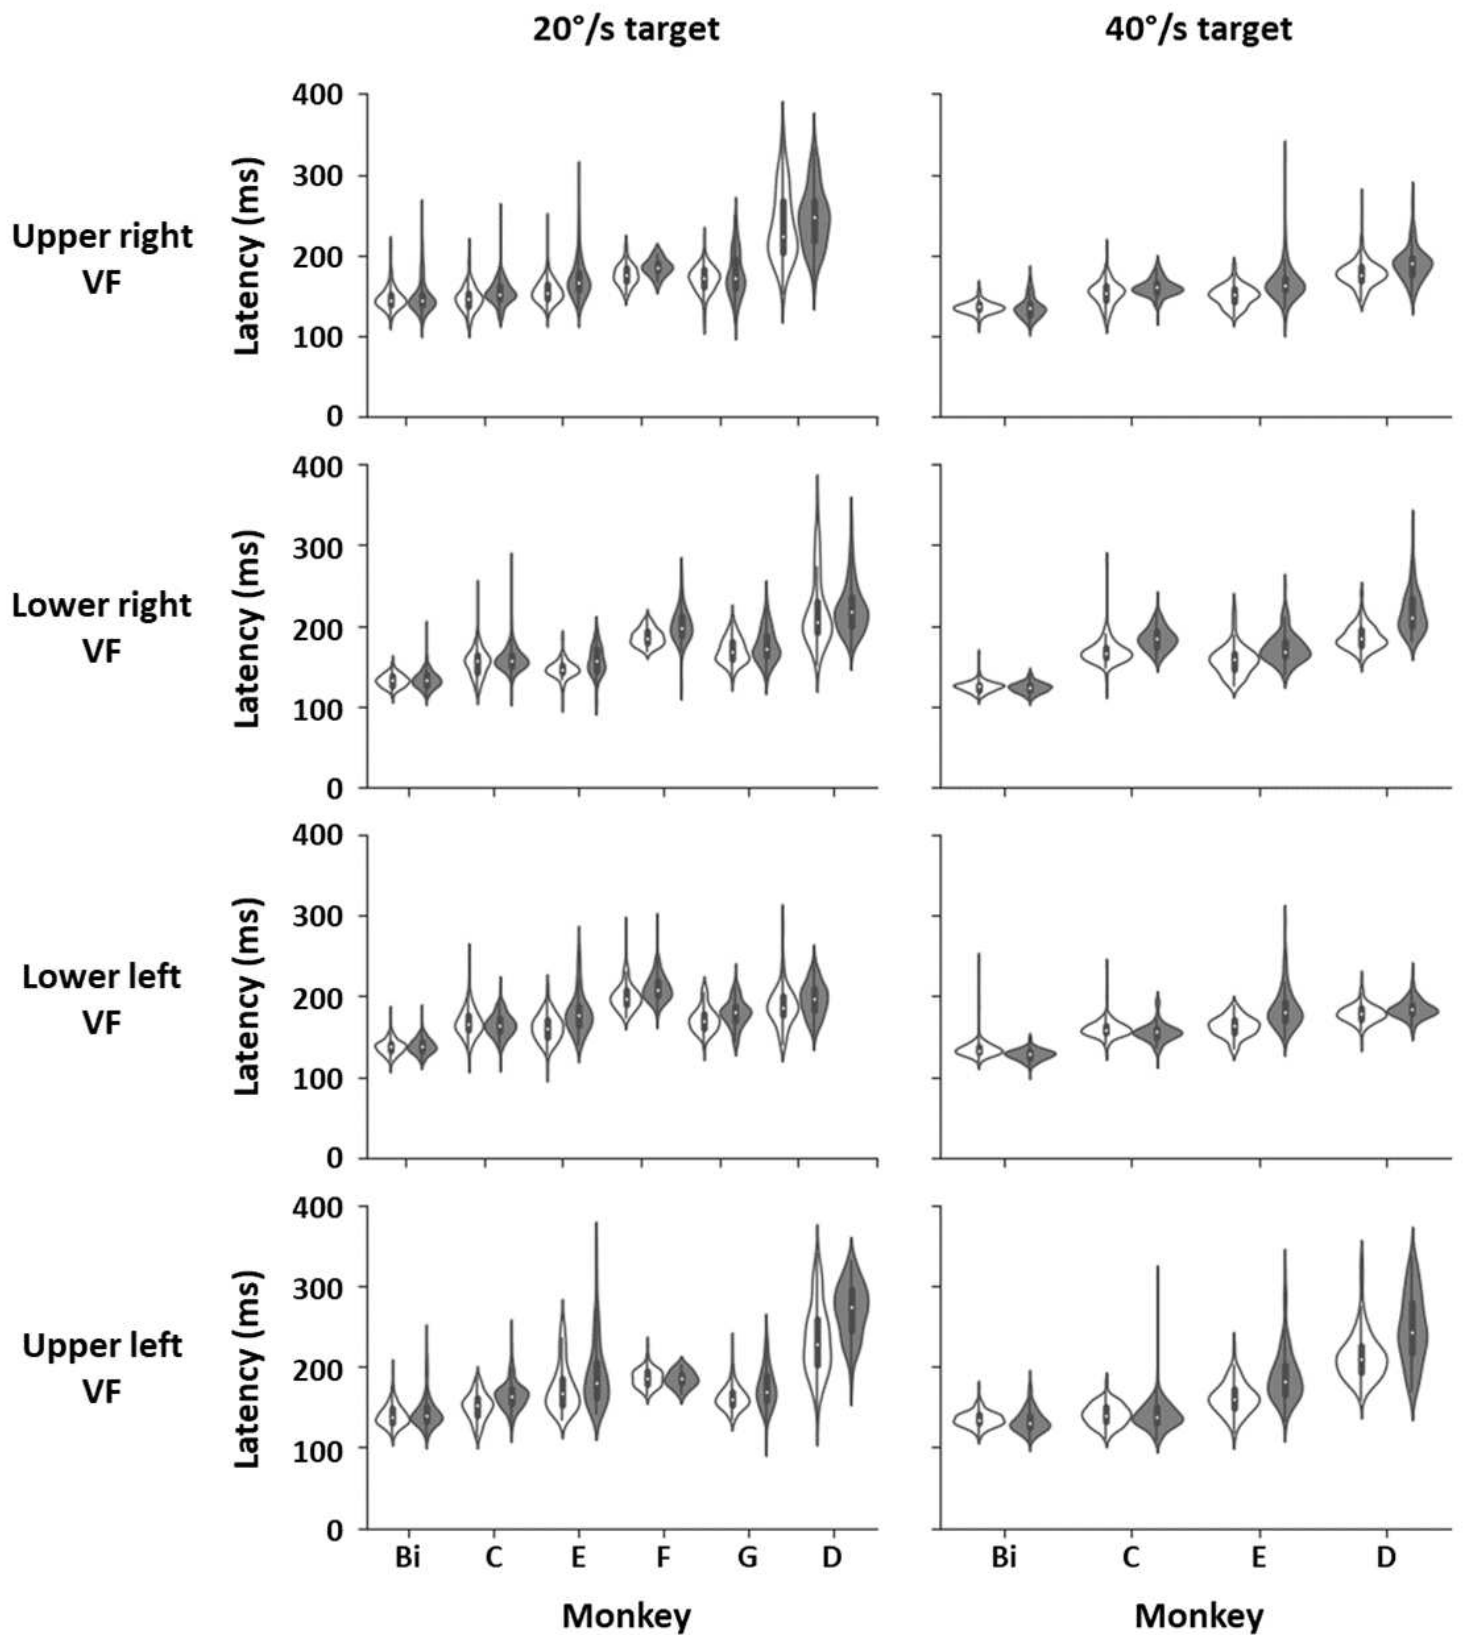 20°/s target
40°/s target
Upper right
VF
Latency (ms)
400
300
200
100
0
Latency (ms)
400
300
200
100
0
Lower right
VF
Latency (ms)
400
300
200
100
0
Lower left
VF
Latency (ms)
400
300
200
100
0
Upper left
VF
Bi C E F G D
Bi C E D
Monkey
Monkey